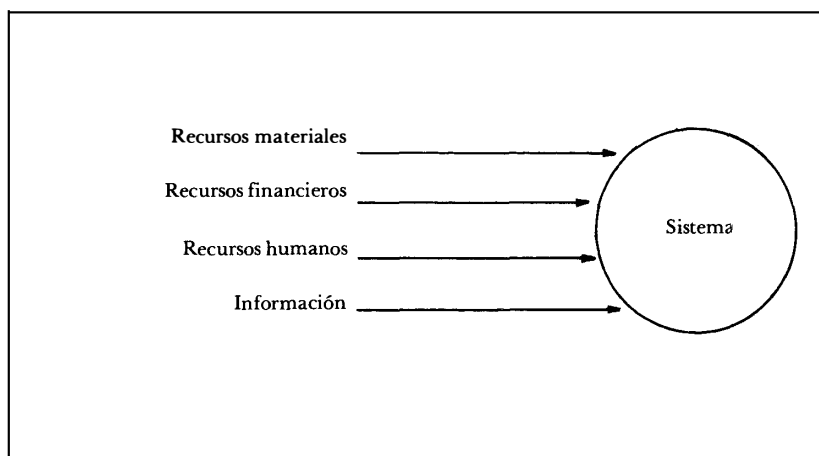 Recursos materiales
Recursos financieros
Recursos humanos
Información
Sistema